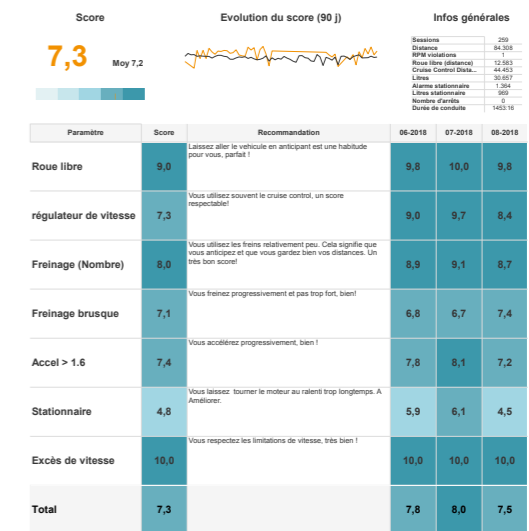 Score
Evolution du score (90 j)
Infos générales
7,3
Moy 7,2
Sessions 259
Distance 84.308
RPM violations 1
Roue libre (distance) 12.583
Cruise Control Dista... 44.453
Litres 30.657
Alarme stationnaire 1.364
Litres stationnaire 969
Nombre d'arrêts 0
Durée de conduite 1453:16
Paramètre Score Recommandation 06-2018 07-2018 08-2018
Laissez aller le vehicule en anticipant est une habitude
pour vous, parfait !
Roue libre 9,0 9,8 10,0 9,8
Vous utilisez souvent le cruise control, un score
respectable!
régulateur de vitesse 7,3 9,0 9,7 8,4
Vous utilisez les freins relativement peu. Cela signifie que
vous anticipez et que vous gardez bien vos distances. Un
très bon score!
Freinage (Nombre) 8,0 8,9 9,1 8,7
Vous freinez progressivement et pas trop fort, bien!
Freinage brusque 7,1 6,8 6,7 7,4
Vous accélérez progressivement, bien !
Accel > 1.6 7,4 7,8 8,1 7,2
Vous laissez tourner le moteur au ralenti trop longtemps. A
Améliorer.
Stationnaire 4,8 5,9 6,1 4,5
Vous respectez les limitations de vitesse, très bien !
Excès de vitesse 10,0 10,0 10,0 10,0
Total 7,3 7,8 8,0 7,5